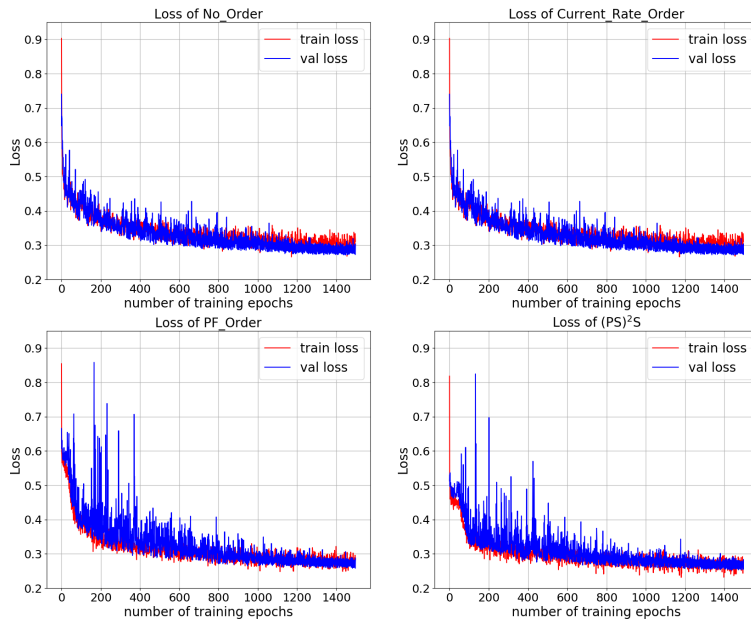 Loss of No_Order
0.9
0.8
0.7
0.6
0.5
0.4
0.3
0.2
Loss
train loss
val loss
0 200 400 600 800 1000 1200 1400
number of training epochs
Loss of Current_Rate_Order
0.9
0.8
0.7
0.6
0.5
0.4
0.3
0.2
Loss
train loss
val loss
0 200 400 600 800 1000 1200 1400
number of training epochs
Loss of PF_Order
0.9
0.8
0.7
0.6
0.5
0.4
0.3
0.2
Loss
train loss
val loss
0 200 400 600 800 1000 1200 1400
number of training epochs
Loss of (PS)²S
0.9
0.8
0.7
0.6
0.5
0.4
0.3
0.2
Loss
train loss
val loss
0 200 400 600 800 1000 1200 1400
number of training epochs